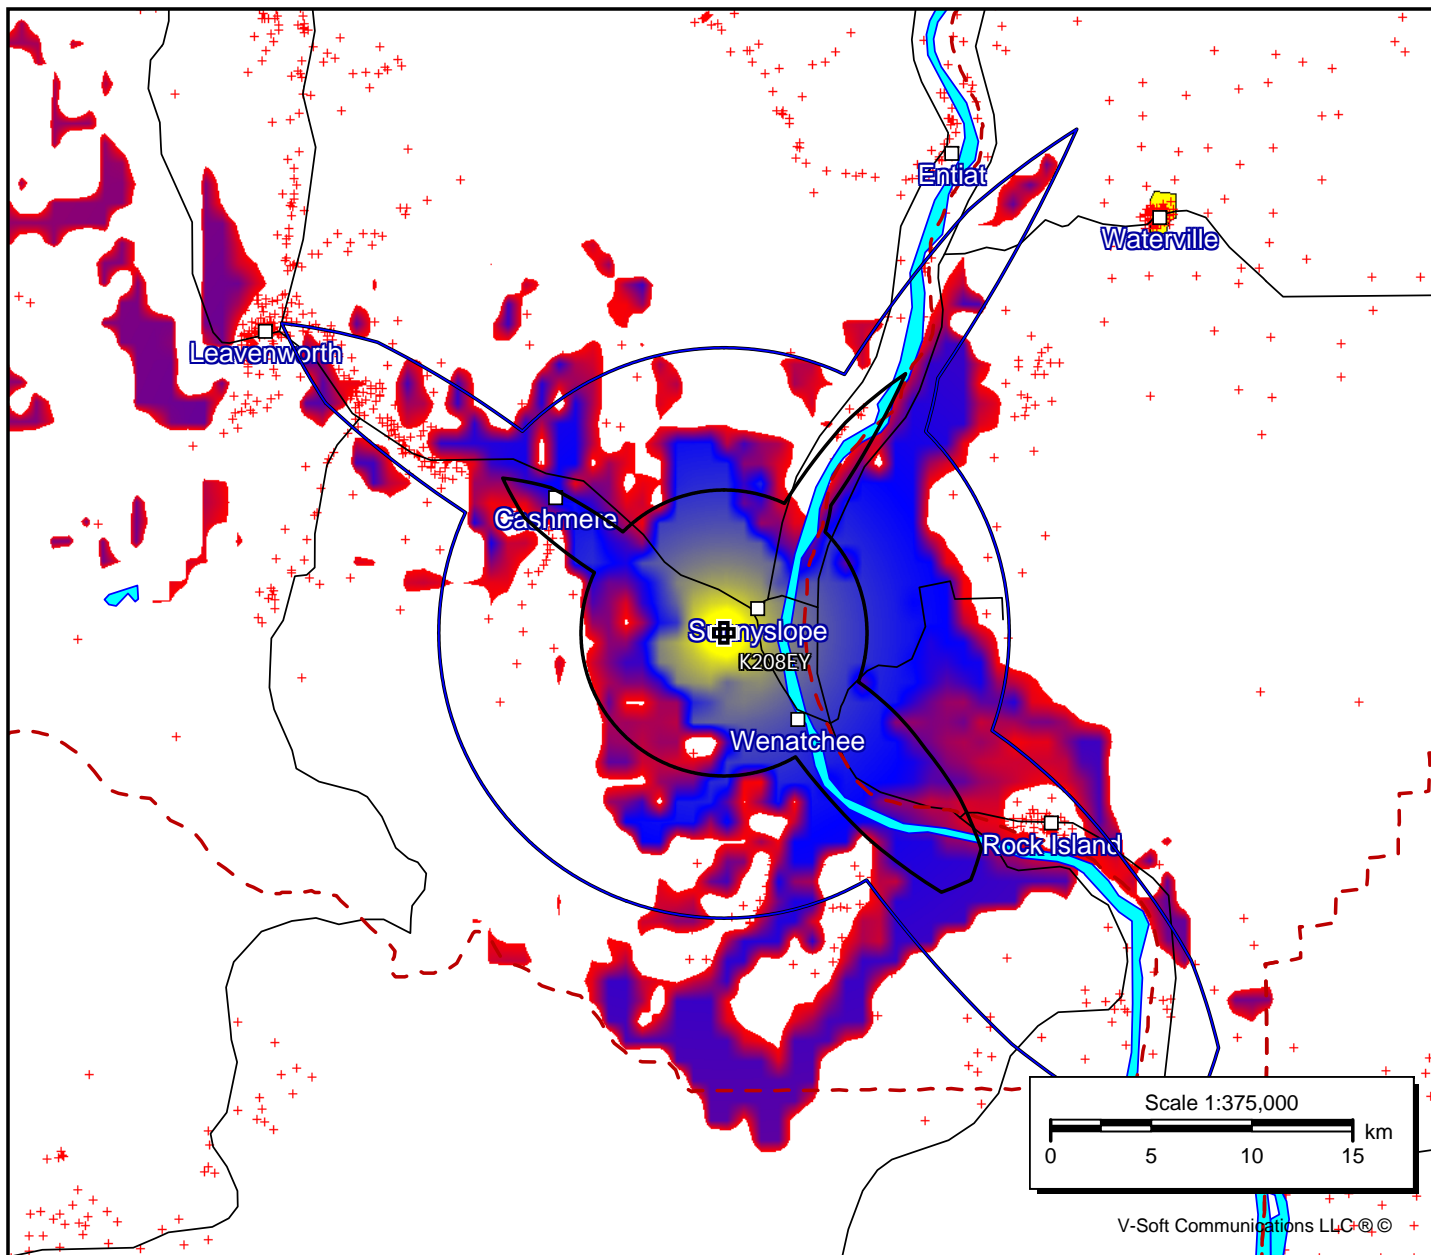 Entiat
Waterville
Leavenworth
Cashmere
Sunnyslope
K208EY
Wenatchee
Rock Island
Scale 1:375,000
km
0 5 10 15
V-Soft Communications LLC ® ©